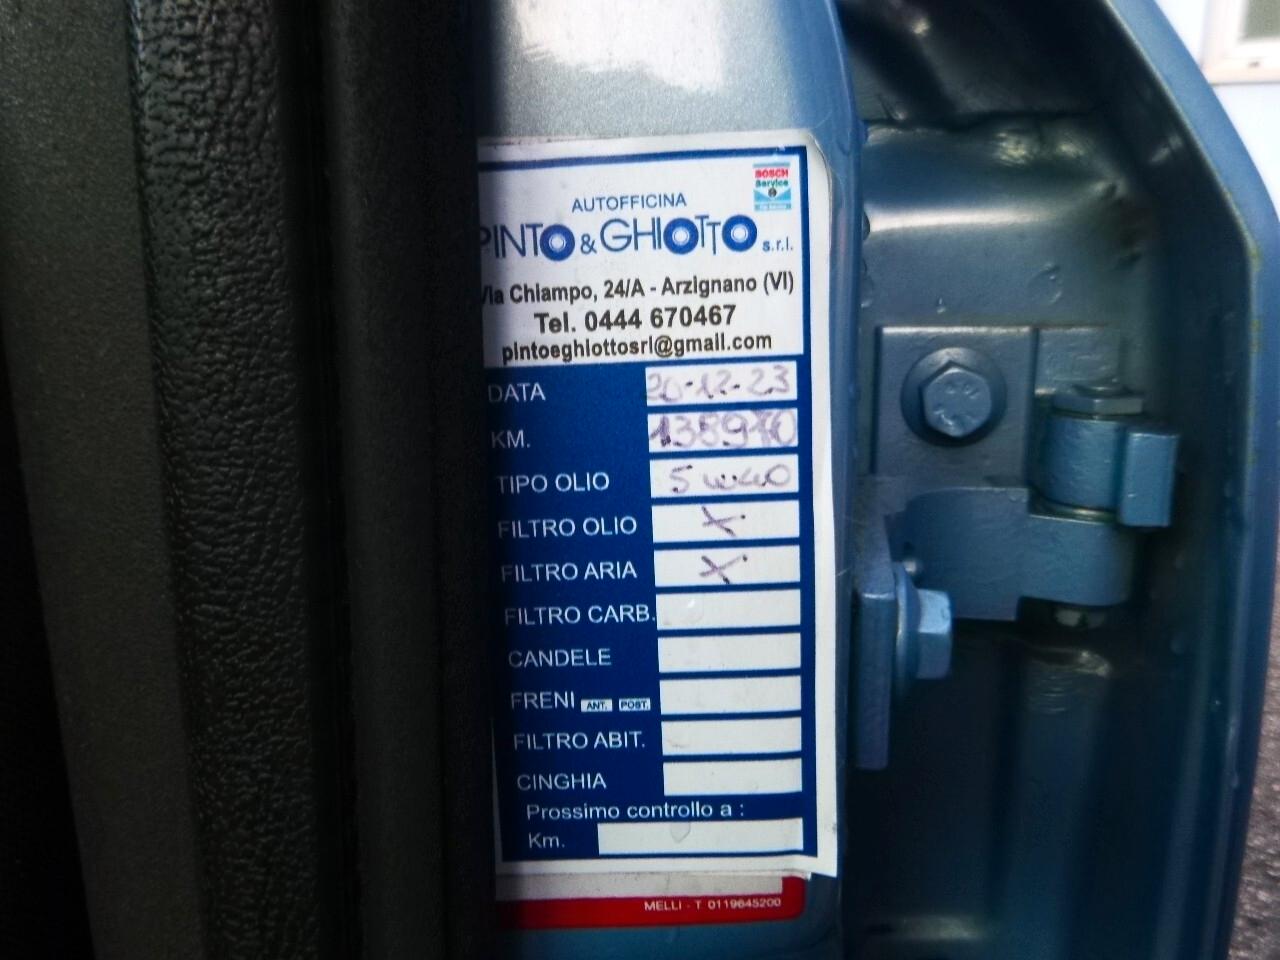 BOSCH
Service
AUTOFFICINA
PINTO & GHIOTTO s.r.l.
Via Chiampo, 24/A - Arzignano (VI)
Tel. 0444 670467
pintoeghiottosrl@gmail.com
DATA 20-12-23
KM.
TIPO OLIO 5W40
FILTRO OLIO X
FILTRO ARIA X
FILTRO CARB.
CANDELE
FRENI ANT. POST.
FILTRO ABIT.
CINGHIA
Prossimo controllo a :
Km.
MELLI - T 0119645200